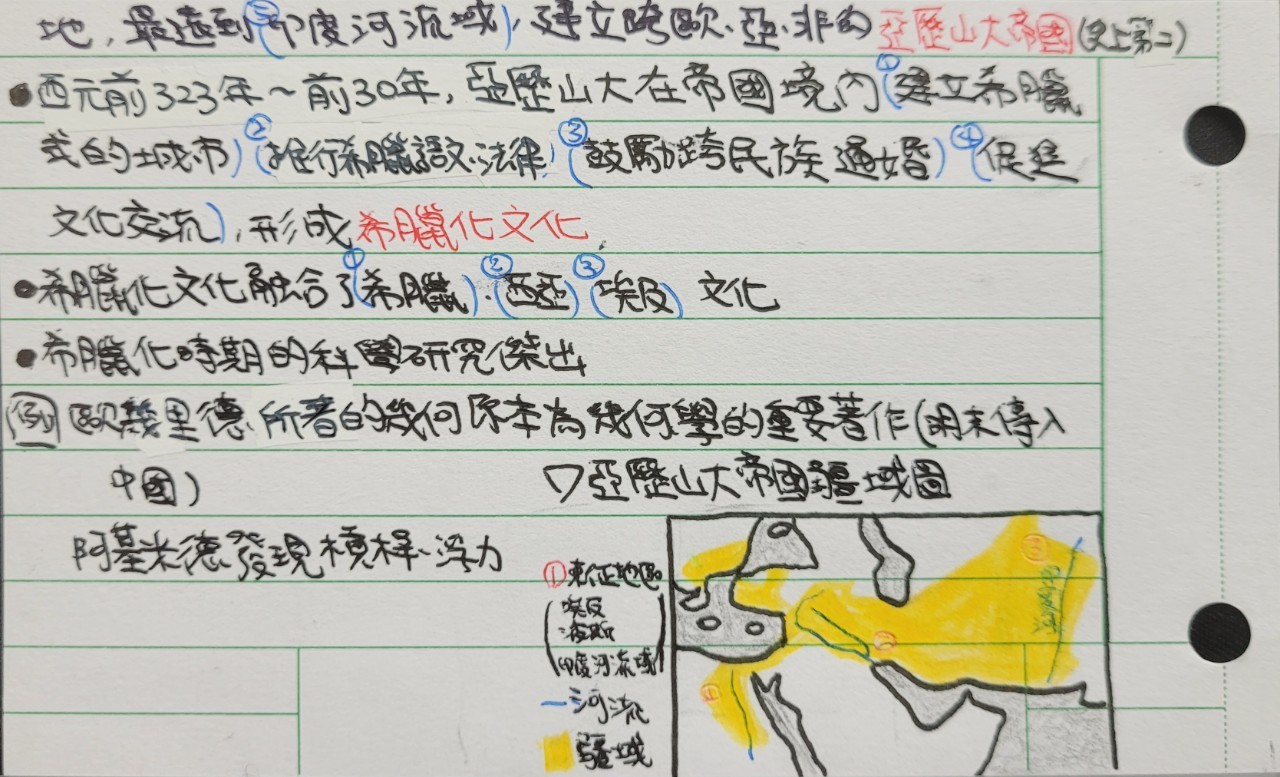 地，最遠到②(印度河流域)，建立跨歐、亞、非的亞歷山大帝國(史上第二)
●西元前323年～前30年，亞歷山大在帝國境內①(建立希臘
式的城市)②(推行希臘語文、法律)③(鼓勵跨民族通婚)④(促進
文化交流)，形成希臘化文化。
●希臘化文化融合了①(希臘)、②(西亞)③(埃及)文化
●希臘化時期的科學研究傑出
例 歐幾里德所著的幾何原本為幾何學的重要著作(明末傳入
中國)
▽亞歷山大帝國疆域圖
阿基米德發現槓桿、浮力
①東征地區
(埃及
波斯
印度河流域)
—河流
疆域